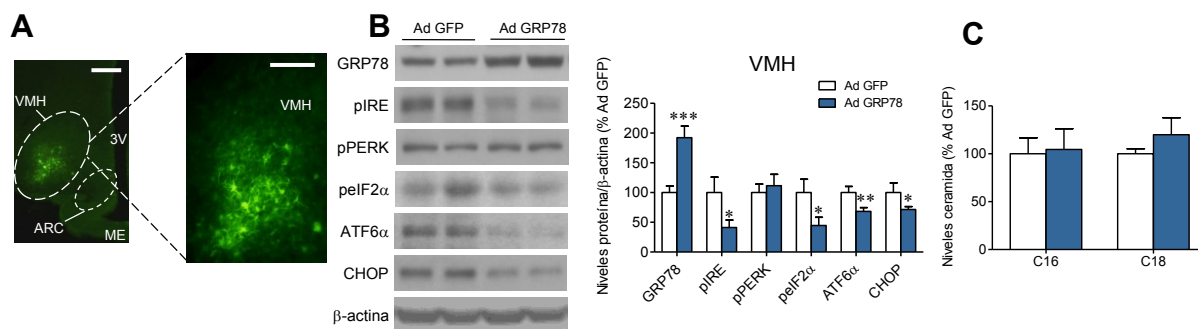 A
VMH
3V
ARC
ME
VMH
B
Ad GFP Ad GRP78
GRP78
pIRE
pPERK
peIF2α
ATF6α
CHOP
β-actina
VMH
Ad GFP
Ad GRP78
Niveles proteína/β-actina (% Ad GFP)
250
200
150
100
50
0
***
*
*
**
*
GRP78
pIRE
pPERK
peIF2α
ATF6α
CHOP
C
Niveles ceramida (% Ad GFP)
150
100
50
0
C16
C18